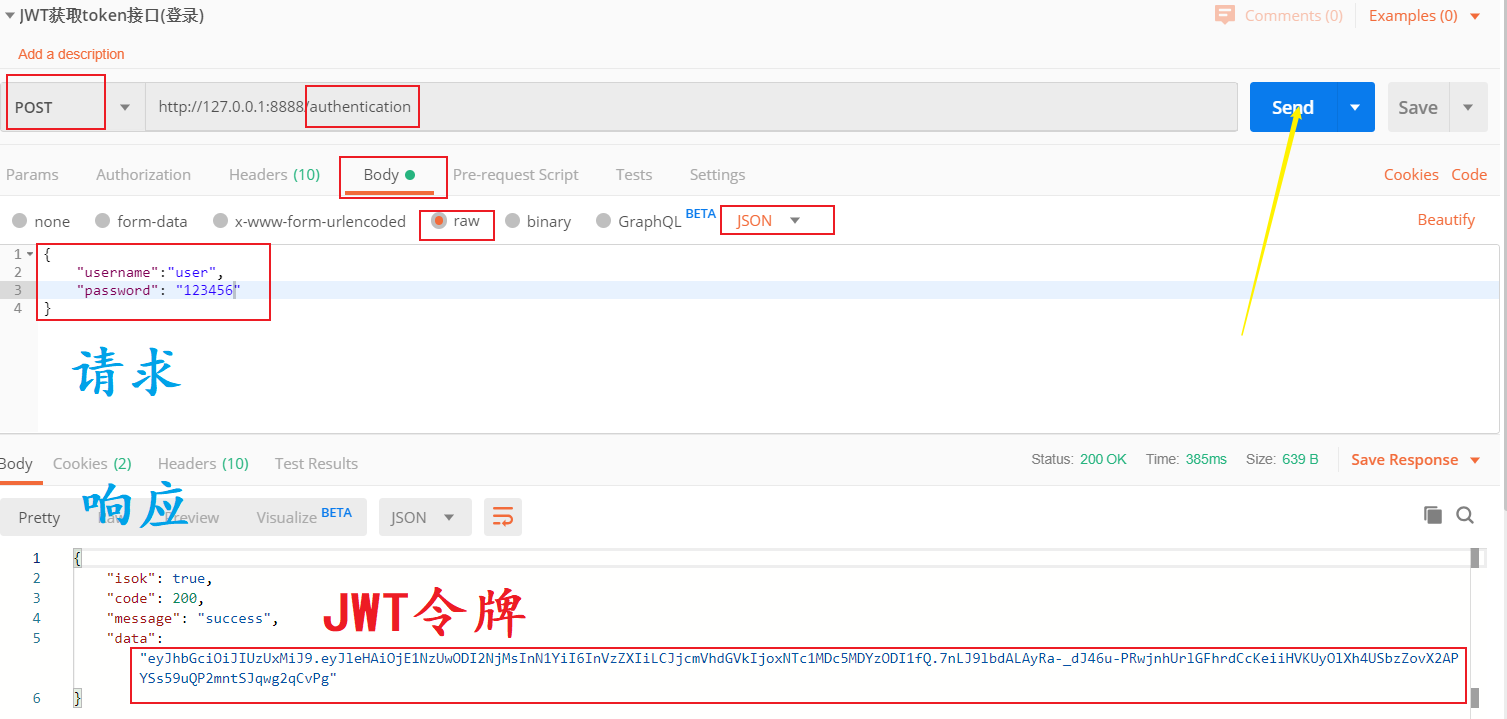 JWT获取token接口(登录)
Comments (0)
Examples (0)
Add a description
POST
http://127.0.0.1:8888/authentication
Send
Save
Params
Authorization
Headers (10)
Body
Pre-request Script
Tests
Settings
Cookies
Code
none
form-data
x-www-form-urlencoded
raw
binary
GraphQL BETA
JSON
Beautify
1 {
2 "username":"user",
3 "password": "123456"
4 }
请求
Body
Cookies (2)
Headers (10)
Test Results
Status: 200 OK
Time: 385ms
Size: 639 B
Save Response
响应
Pretty
Raw
Preview
Visualize BETA
JSON
1 {
2 "isok": true,
3 "code": 200,
4 "message": "success",
5 "data":
JWT令牌
"eyJhbGciOiJIUzUxMiJ9.eyJleHAiOjE1NzUwODI2NjMsInN1YiI6InVzZXIiLCJjcmVhdGVkIjoxNTc1MDc5MDYzODI1fQ.7nLJ9lbdALAyRa-_dJ46u-PRwjnhUrlGFhrdCcKeiiHVKUyOlXh4USbzZovX2AP
YSs59uQP2mntSJqwg2qCvPg"
6 }